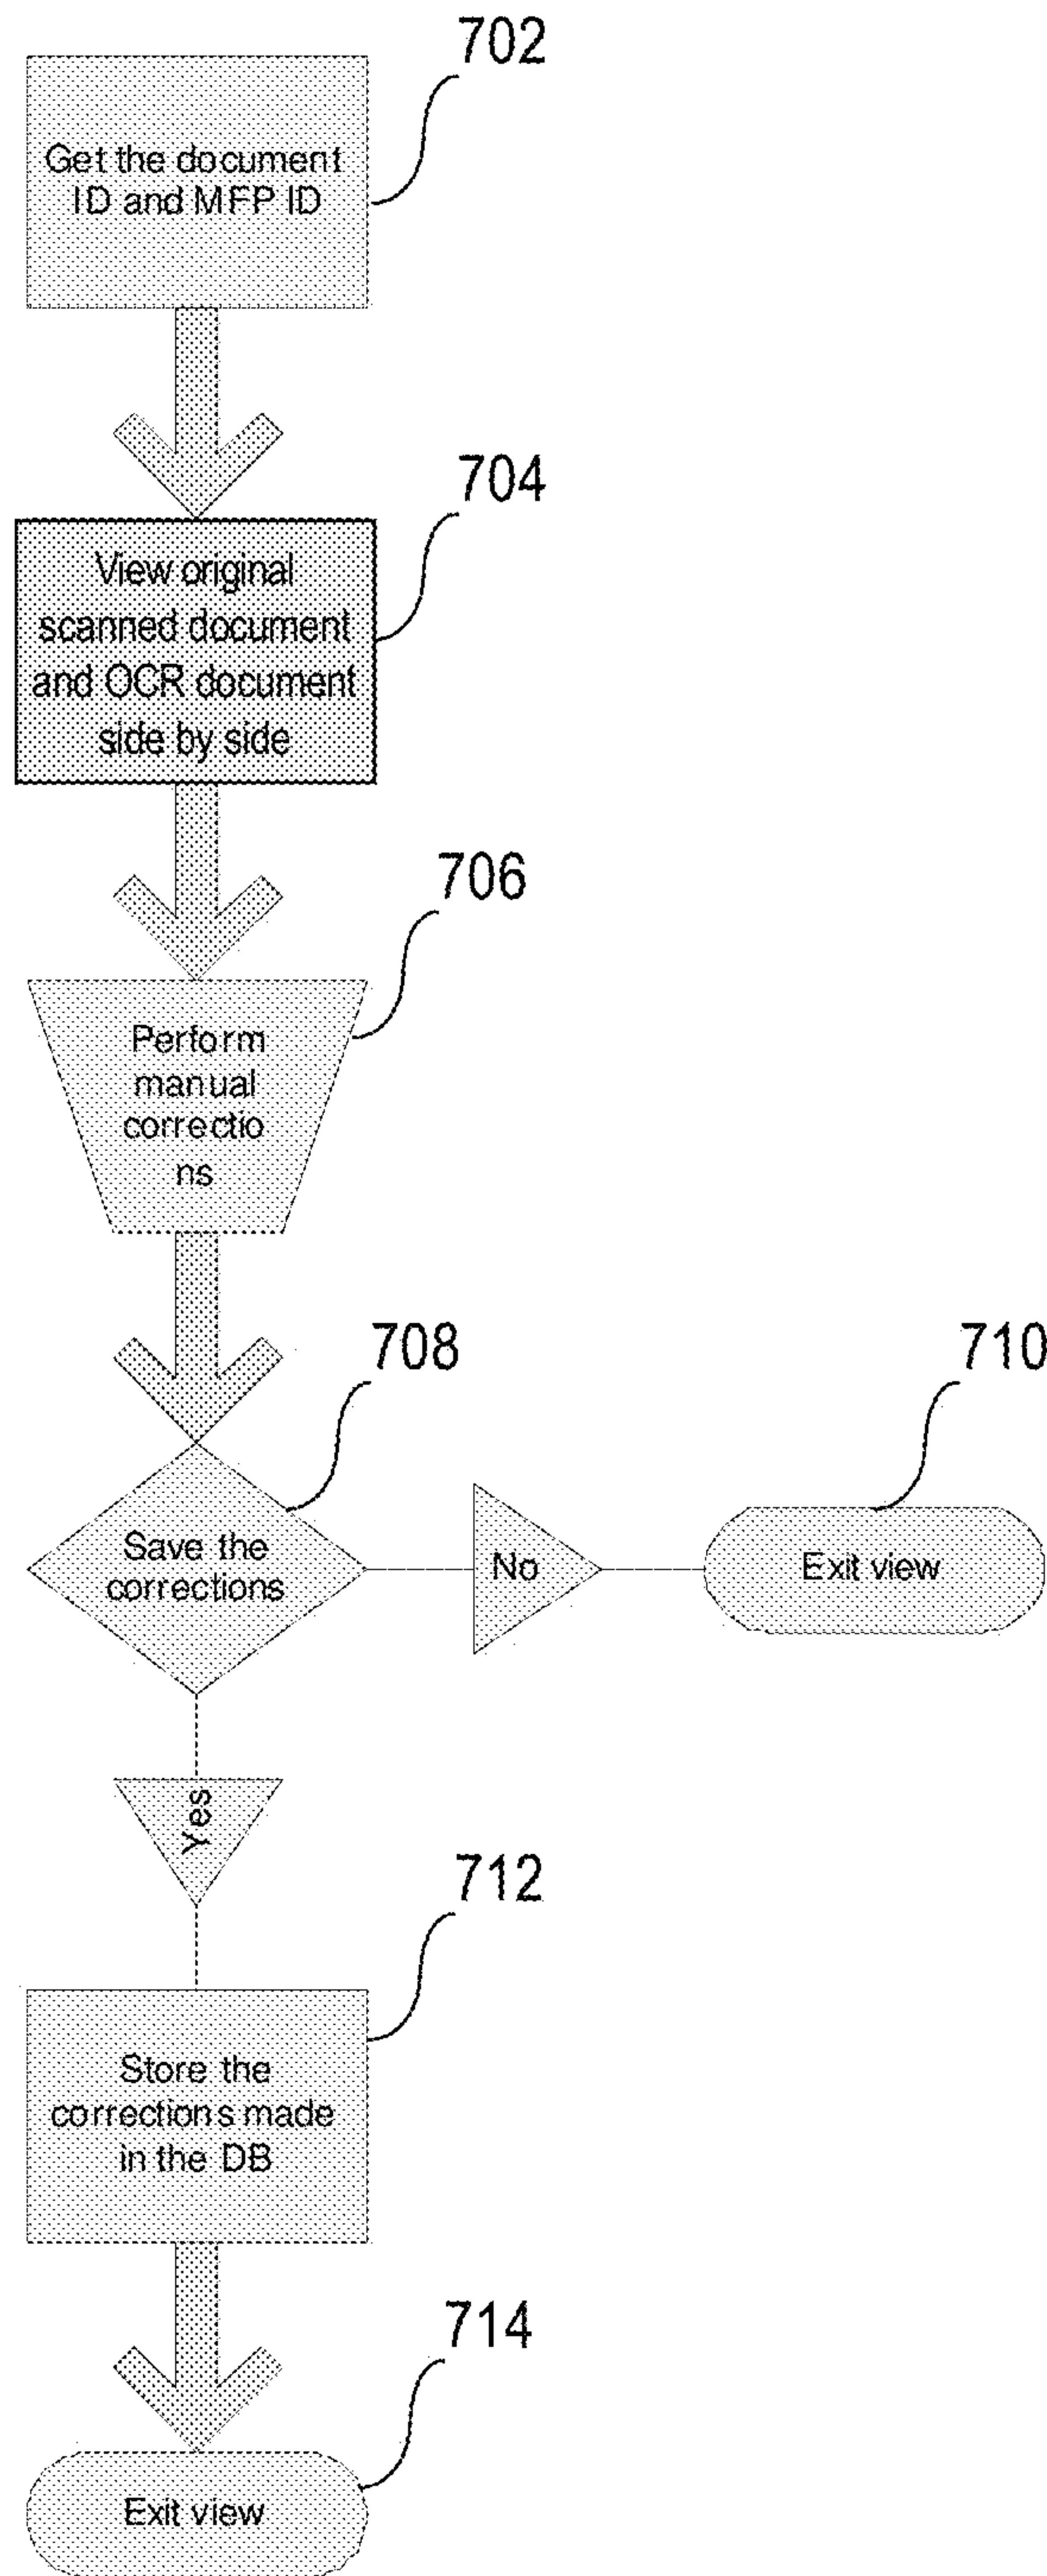 702
Get the document
ID and MFP ID
704
View original
scanned document
and OCR document
side by side
706
Perform
manual
correctio
ns
708
710
Save the
corrections
No
Exit view
Yes
712
Store the
corrections made
in the DB
714
Exit view